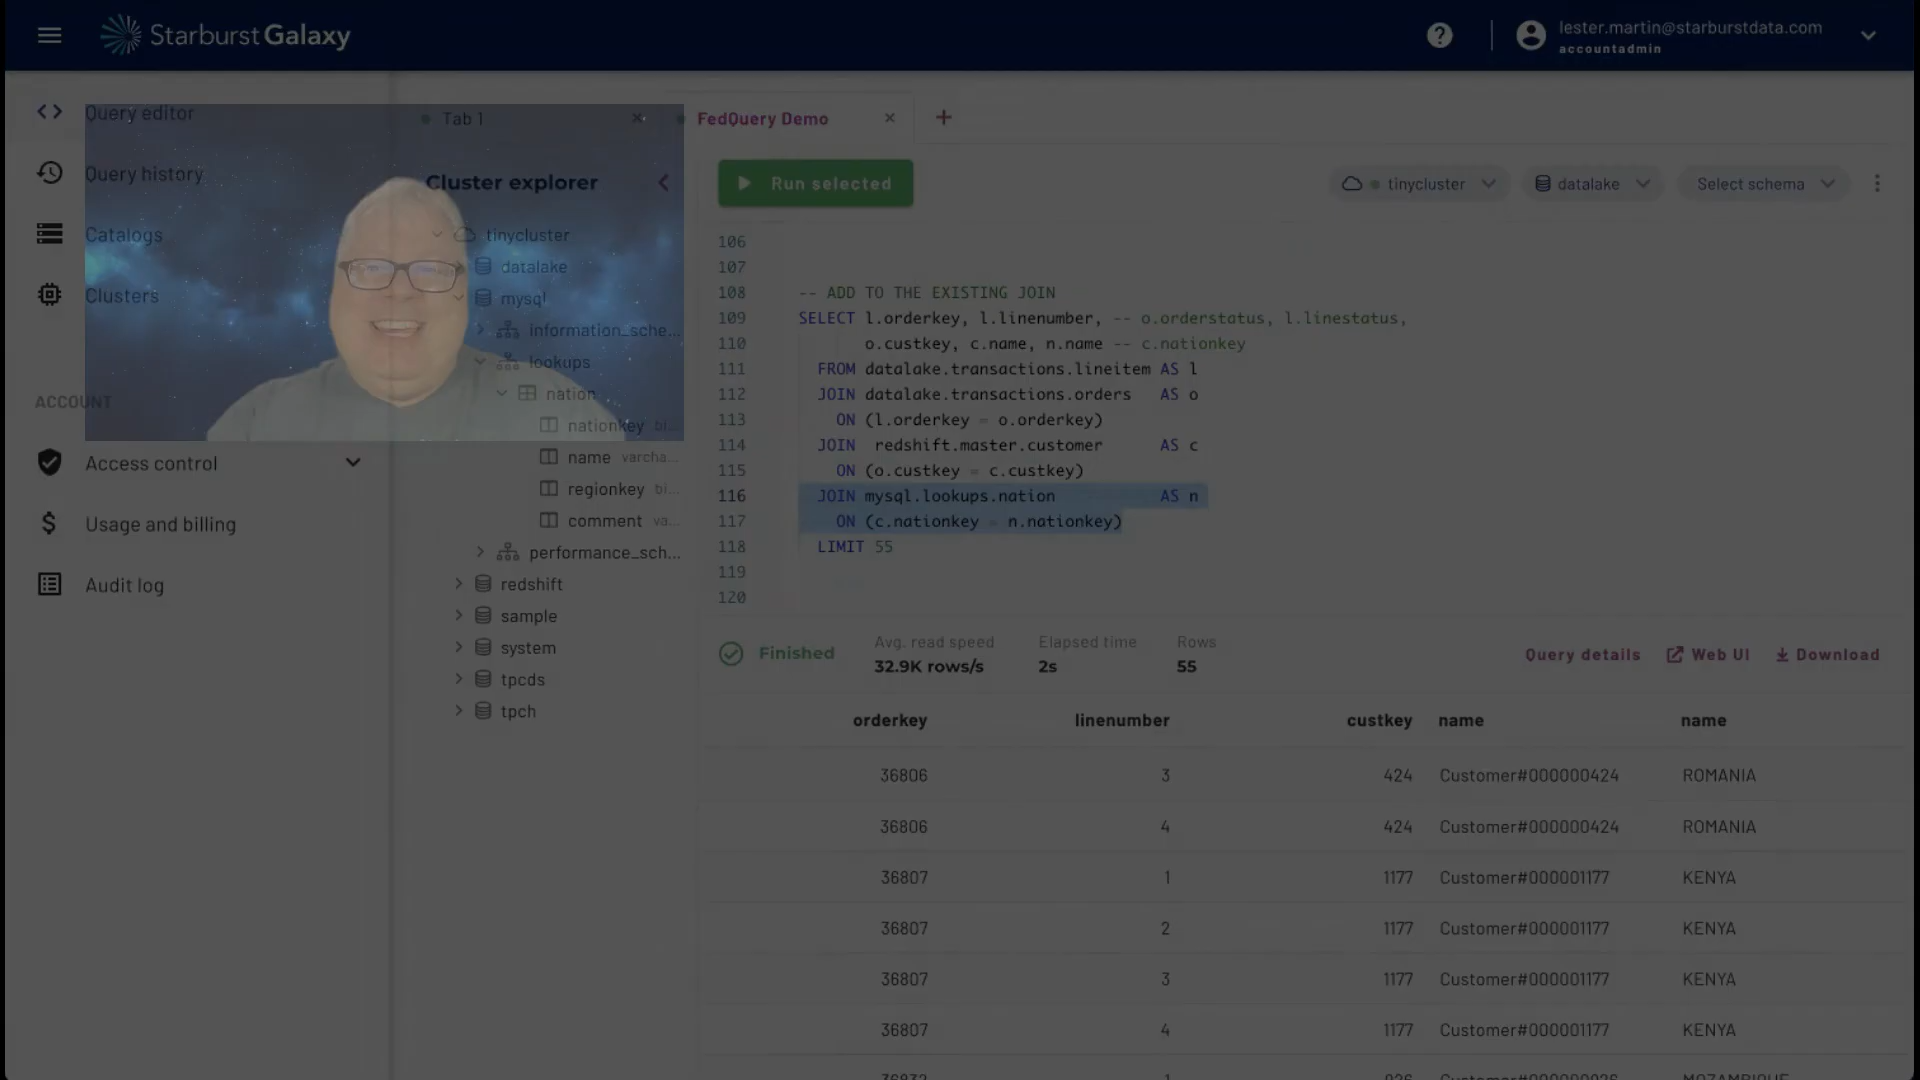 Starburst Galaxy
lester.martin@starburstdata.com
accountadmin
Query editor
Query history
Catalogs
Clusters
ACCOUNT
Access control
Usage and billing
Audit log
Tab 1
FedQuery Demo
Cluster explorer
tinycluster
datalake
mysql
information_sche...
lookups
nation
nationkey bi...
name varcha...
regionkey bi...
comment va...
performance_sch...
redshift
sample
system
tpcds
tpch
Run selected
tinycluster
datalake
Select schema
106
107
108 -- ADD TO THE EXISTING JOIN
109 SELECT l.orderkey, l.linenumber, -- o.orderstatus, l.linestatus,
110 o.custkey, c.name, n.name -- c.nationkey
111 FROM datalake.transactions.lineitem AS l
112 JOIN datalake.transactions.orders AS o
113 ON (l.orderkey = o.orderkey)
114 JOIN redshift.master.customer AS c
115 ON (o.custkey = c.custkey)
116 JOIN mysql.lookups.nation AS n
117 ON (c.nationkey = n.nationkey)
118 LIMIT 55
119
120
Finished
Avg. read speed
32.9K rows/s
Elapsed time
2s
Rows
55
Query details
Web UI
Download
orderkey linenumber custkey name name
36806 3 424 Customer#000000424 ROMANIA
36806 4 424 Customer#000000424 ROMANIA
36807 1 1177 Customer#000001177 KENYA
36807 2 1177 Customer#000001177 KENYA
36807 3 1177 Customer#000001177 KENYA
36807 4 1177 Customer#000001177 KENYA